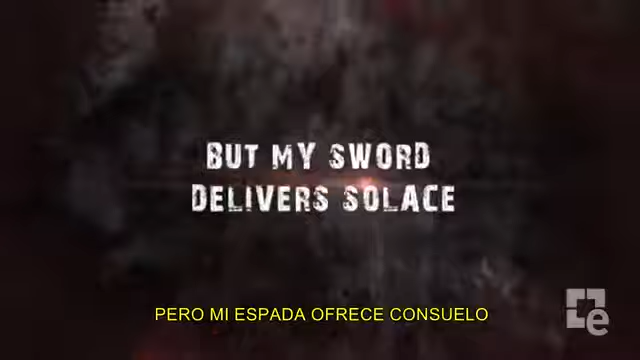 BUT MY SWORD
DELIVERS SOLACE
PERO MI ESPADA OFRECE CONSUELO
e